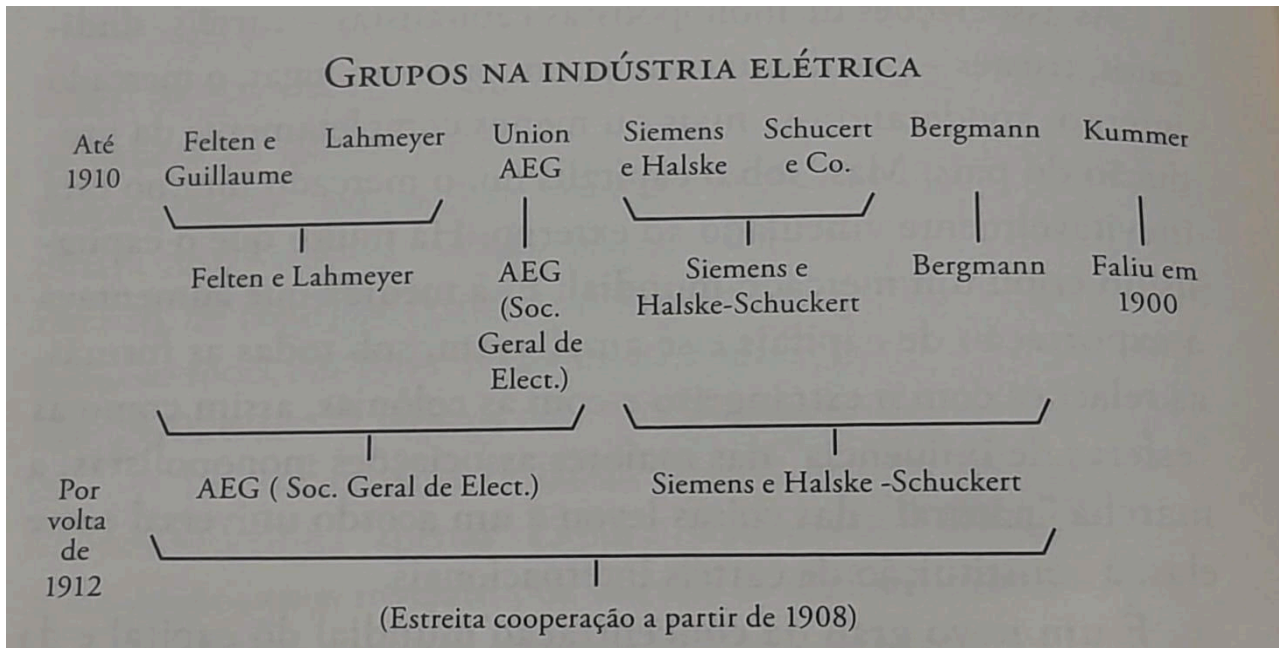 GRUPOS NA INDÚSTRIA ELÉTRICA
Até 1910
Felten e Guillaume
Lahmeyer
Union AEG
Siemens e Halske
Schucert e Co.
Bergmann
Kummer
Felten e Lahmeyer
AEG (Soc. Geral de Elect.)
Siemens e Halske-Schuckert
Bergmann
Faliu em 1900
Por volta de 1912
AEG ( Soc. Geral de Elect.)
Siemens e Halske -Schuckert
(Estreita cooperação a partir de 1908)